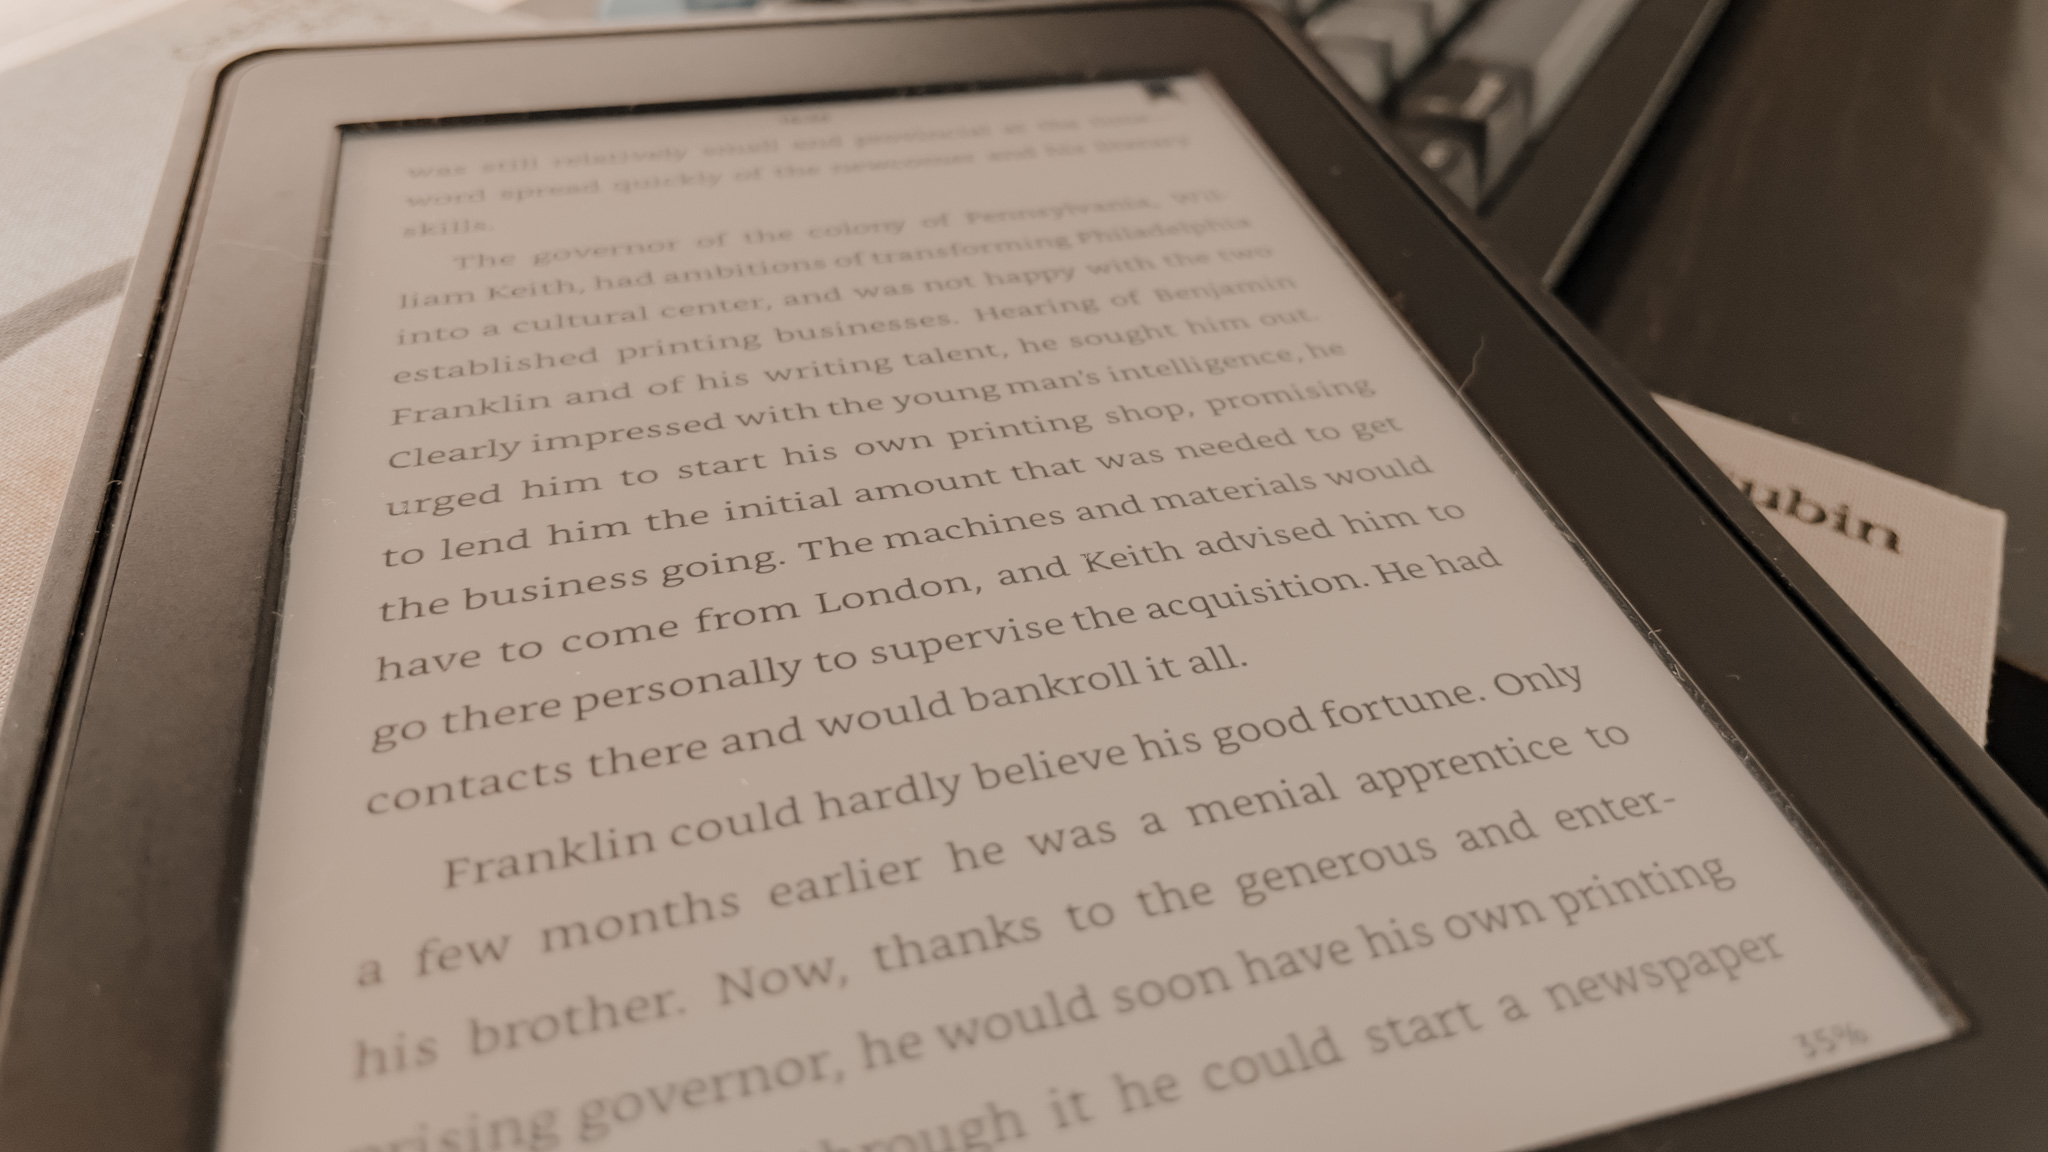 was still relatively small and provincial at the time,
word spread quickly of the newcomer and his literary
skills.
The governor of the colony of Pennsylvania, Wil-
liam Keith, had ambitions of transforming Philadelphia
into a cultural center, and was not happy with the two
established printing businesses. Hearing of Benjamin
Franklin and of his writing talent, he sought him out.
Clearly impressed with the young man's intelligence, he
urged him to start his own printing shop, promising
to lend him the initial amount that was needed to get
the business going. The machines and materials would
have to come from London, and Keith advised him to
go there personally to supervise the acquisition. He had
contacts there and would bankroll it all.
Franklin could hardly believe his good fortune. Only
a few months earlier he was a menial apprentice to
his brother. Now, thanks to the generous and enter-
prising governor, he would soon have his own printing
through it he could start a newspaper
35%
ubin